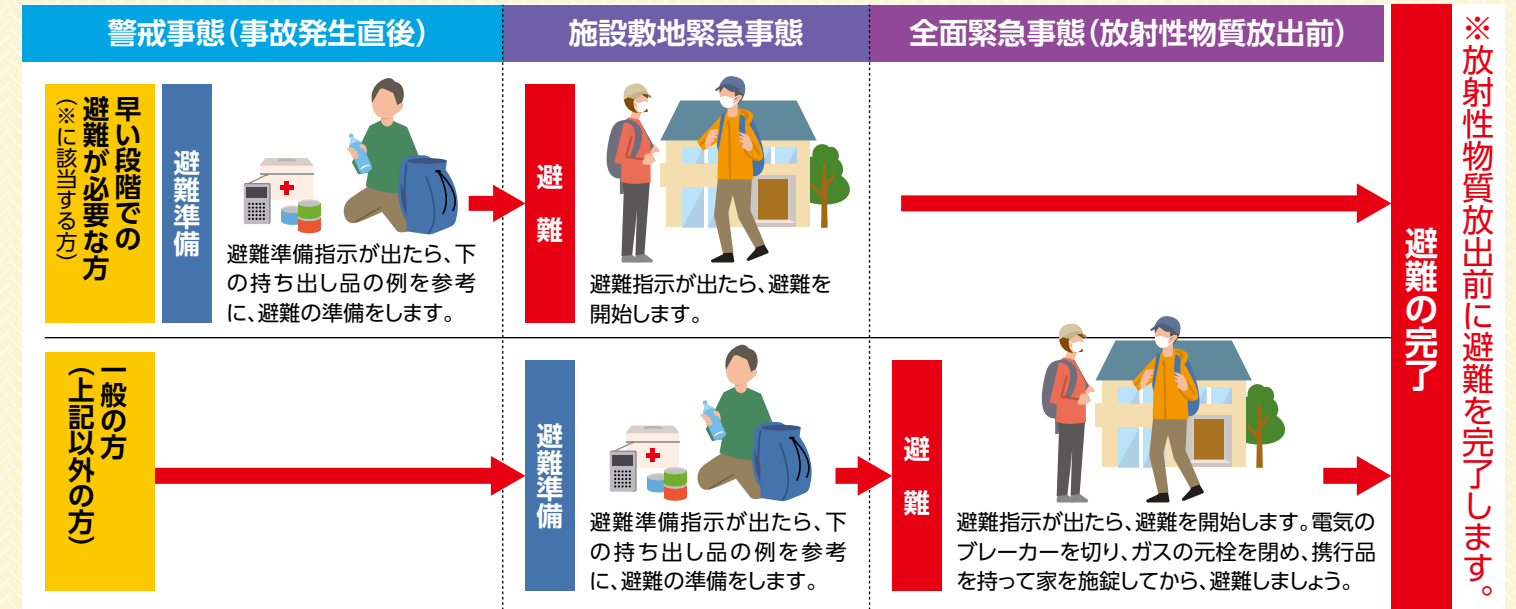 警戒事態(事故発生直後)
施設敷地緊急事態
全面緊急事態(放射性物質放出前)
早い段階での
避難が必要な方
(※に該当する方)
避難準備
避難準備指示が出たら、下
の持ち出し品の例を参考
に、避難の準備をします。
避難
避難指示が出たら、避難を
開始します。
一般の方
(上記以外の方)
避難準備
避難準備指示が出たら、下
の持ち出し品の例を参考
に、避難の準備をします。
避難
避難指示が出たら、避難を開始します。電気の
ブレーカーを切り、ガスの元栓を閉め、携行品
を持って家を施錠してから、避難しましょう。
避難の完了
※放射性物質放出前に避難を完了します。